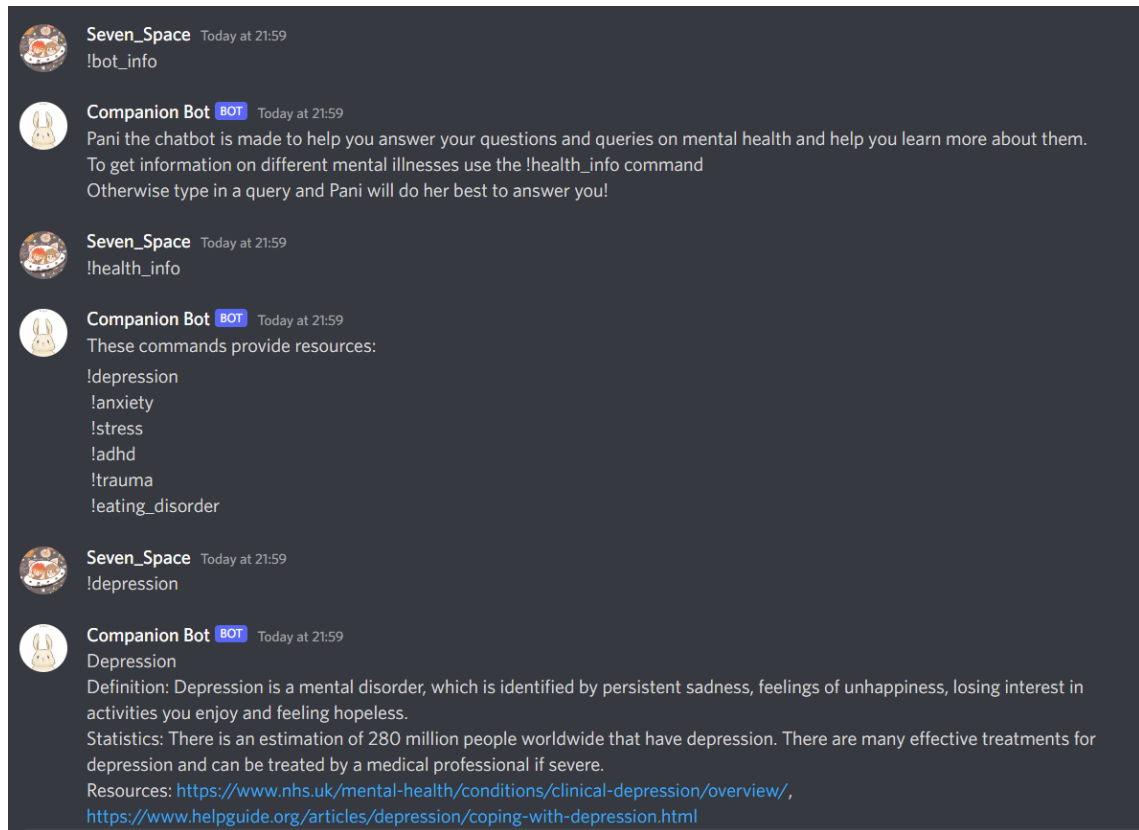 Seven_Space Today at 21:59
!bot_info
Companion Bot BOT Today at 21:59
Pani the chatbot is made to help you answer your questions and queries on mental health and help you learn more about them.
To get information on different mental illnesses use the !health_info command
Otherwise type in a query and Pani will do her best to answer you!
Seven_Space Today at 21:59
!health_info
Companion Bot BOT Today at 21:59
These commands provide resources:
!depression
!anxiety
!stress
!adhd
!trauma
!eating_disorder
Seven_Space Today at 21:59
!depression
Companion Bot BOT Today at 21:59
Depression
Definition: Depression is a mental disorder, which is identified by persistent sadness, feelings of unhappiness, losing interest in
activities you enjoy and feeling hopeless.
Statistics: There is an estimation of 280 million people worldwide that have depression. There are many effective treatments for
depression and can be treated by a medical professional if severe.
Resources: https://www.nhs.uk/mental-health/conditions/clinical-depression/overview/,
https://www.helpguide.org/articles/depression/coping-with-depression.html